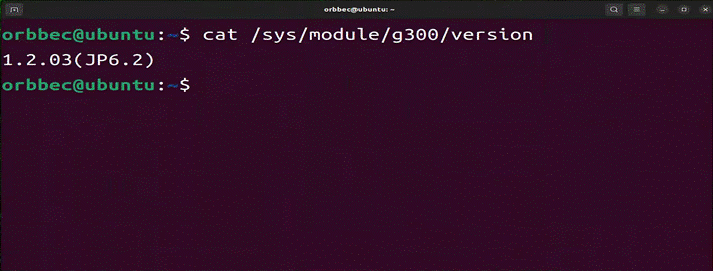 orbbec@ubuntu: ~
orbbec@ubuntu:~$ cat /sys/module/g300/version
1.2.03(JP6.2)
orbbec@ubuntu:~$